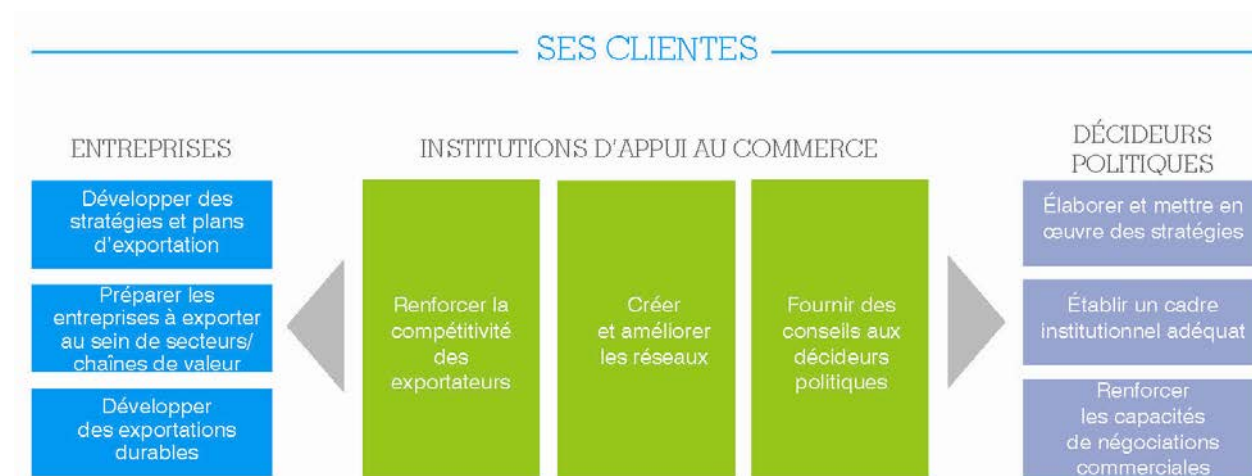 SES CLIENTES
ENTREPRISES
Développer des
stratégies et plans
d'exportation
Préparer les
entreprises à exporter
au sein de secteurs/
chaînes de valeur
Développer
des exportations
durables
INSTITUTIONS D'APPUI AU COMMERCE
Renforcer la
compétitivité
des
exportateurs
Créer
et améliorer
les réseaux
Fournir des
conseils aux
décideurs
politiques
DÉCIDEURS
POLITIQUES
Élaborer et mettre en
œuvre des stratégies
Établir un cadre
institutionnel adéquat
Renforcer
les capacités
de négociations
commerciales